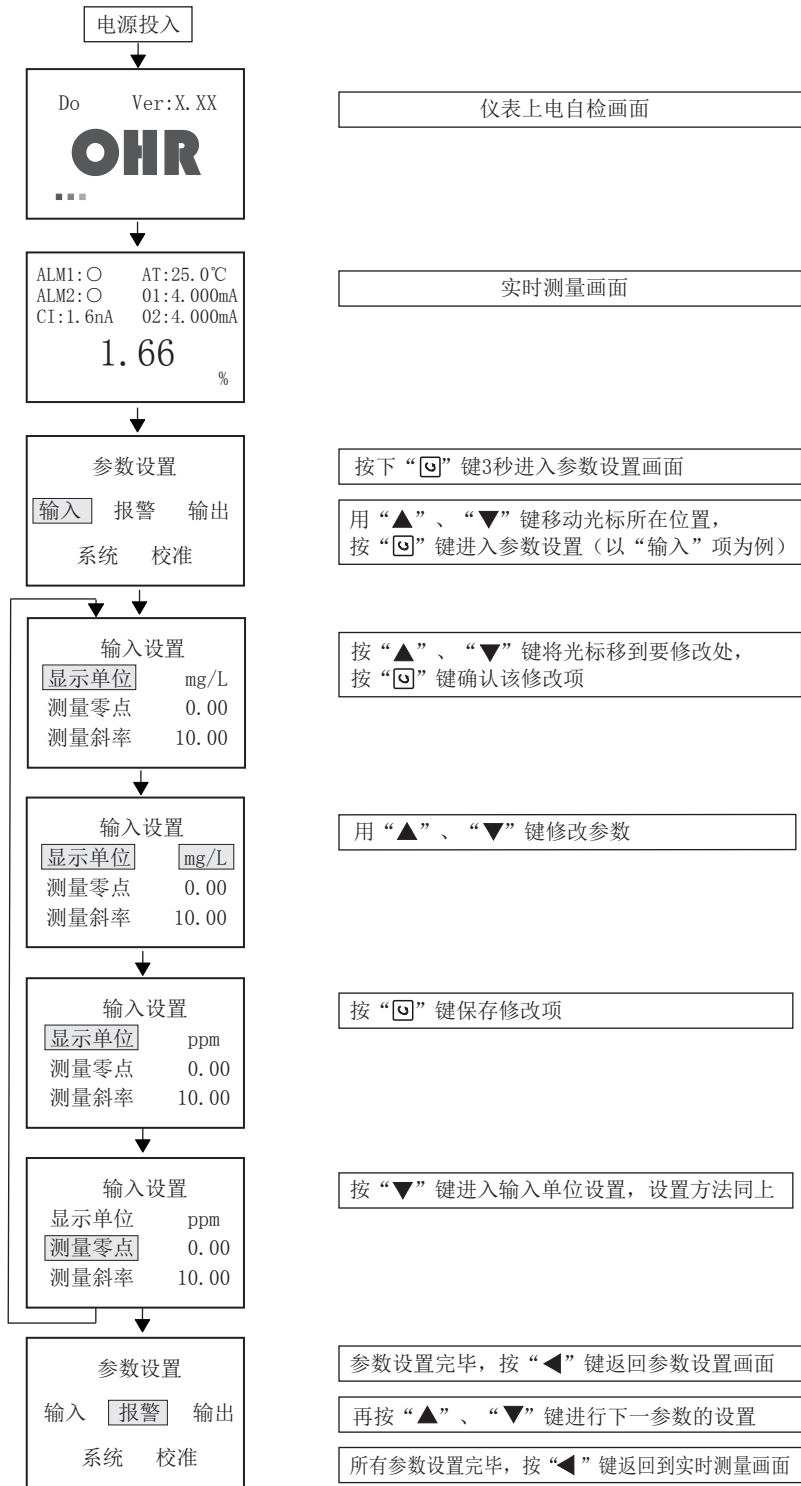 电源投入
Do Ver:X.XX
OHR
仪表上电自检画面
ALM1:○ AT:25.0℃
ALM2:○ 01:4.000mA
CI:1.6nA 02:4.000mA
1.66
%
实时测量画面
参数设置
输入 报警 输出
系统 校准
按下“”键3秒进入参数设置画面
用“▲”、“▼”键移动光标所在位置,
按“”键进入参数设置(以“输入”项为例)
输入设置
显示单位 mg/L
测量零点 0.00
测量斜率 10.00
按“▲”、“▼”键将光标移到要修改处,
按“”键确认该修改项
输入设置
显示单位 mg/L
测量零点 0.00
测量斜率 10.00
用“▲”、“▼”键修改参数
输入设置
显示单位 ppm
测量零点 0.00
测量斜率 10.00
按“”键保存修改项
输入设置
显示单位 ppm
测量零点 0.00
测量斜率 10.00
按“▼”键进入输入单位设置,设置方法同上
参数设置
输入 报警 输出
系统 校准
参数设置完毕,按“◀”键返回参数设置画面
再按“▲”、“▼”键进行下一参数的设置
所有参数设置完毕,按“◀”键返回到实时测量画面